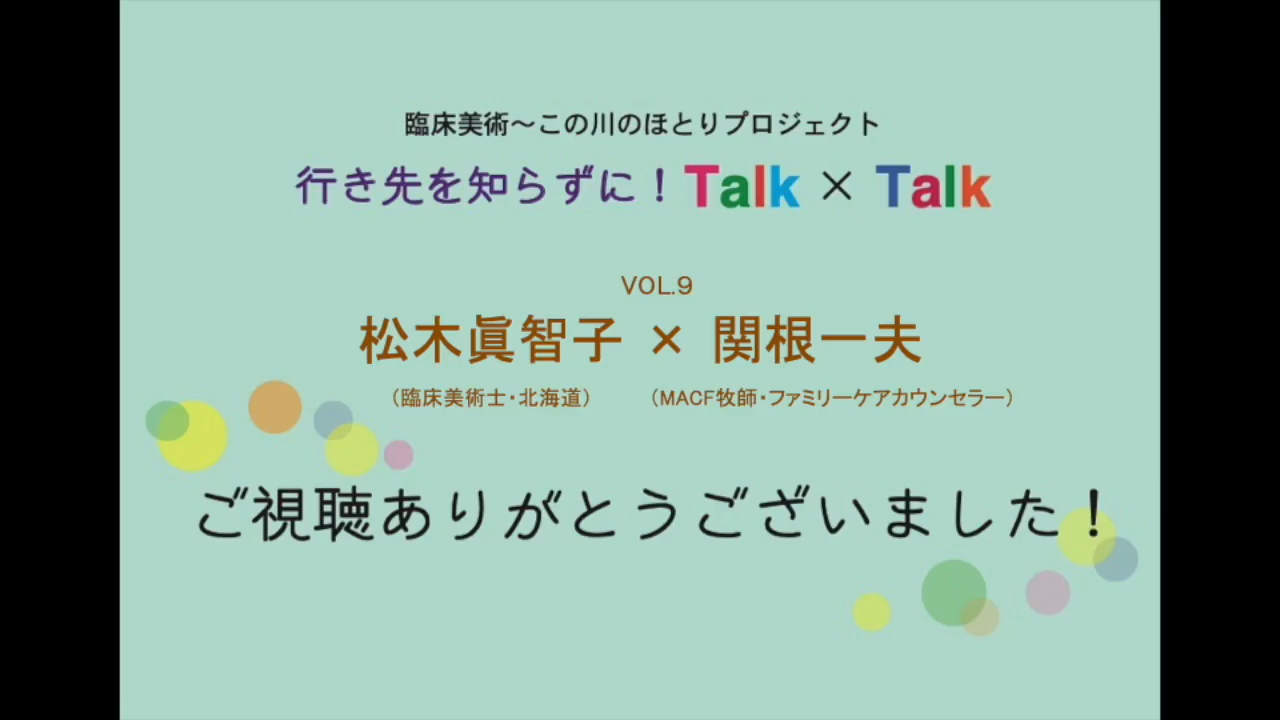 臨床美術～この川のほとりプロジェクト
行き先を知らずに！Talk × Talk
VOL.9
松木眞智子 × 関根一夫
（臨床美術士・北海道） （MACF牧師・ファミリーケアカウンセラー）
ご視聴ありがとうございました！